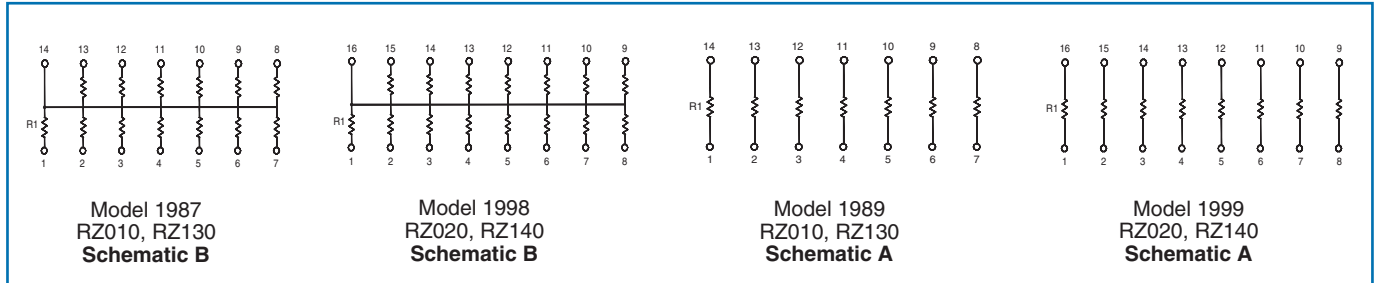 14 13 12 11 10 9 8
R1
1 2 3 4 5 6 7
Model 1987
RZ010, RZ130
Schematic B
16 15 14 13 12 11 10 9
R1
1 2 3 4 5 6 7 8
Model 1998
RZ020, RZ140
Schematic B
14 13 12 11 10 9 8
R1
1 2 3 4 5 6 7
Model 1989
RZ010, RZ130
Schematic A
16 15 14 13 12 11 10 9
R1
1 2 3 4 5 6 7 8
Model 1999
RZ020, RZ140
Schematic A